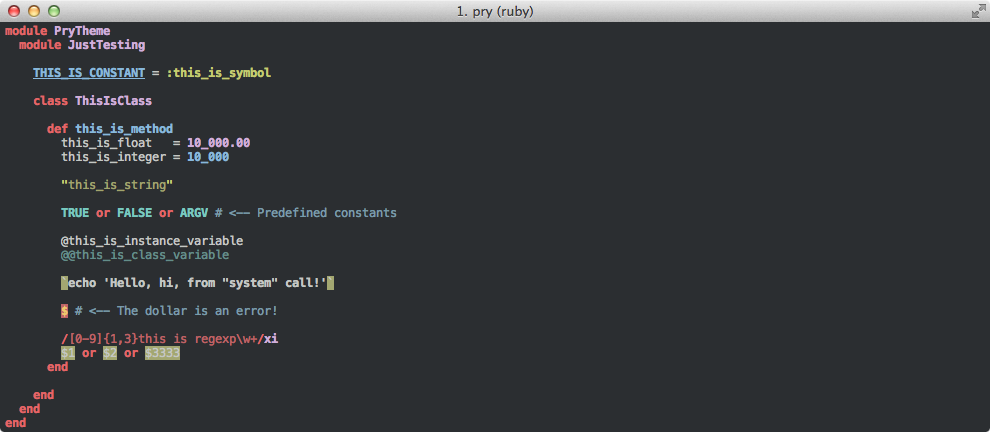 1. pry (ruby)
module PryTheme
  module JustTesting
    THIS_IS_CONSTANT = :this_is_symbol
    class ThisIsClass
      def this_is_method
        this_is_float   = 10_000.00
        this_is_integer = 10_000
        "this_is_string"
        TRUE or FALSE or ARGV # <-- Predefined constants
        @this_is_instance_variable
        @@this_is_class_variable
        `echo 'Hello, hi, from "system" call!'`
        $ # <-- The dollar is an error!
        /[0-9]{1,3}this is regexp\w+/xi
        $1 or $2 or $3333
      end
    end
  end
end